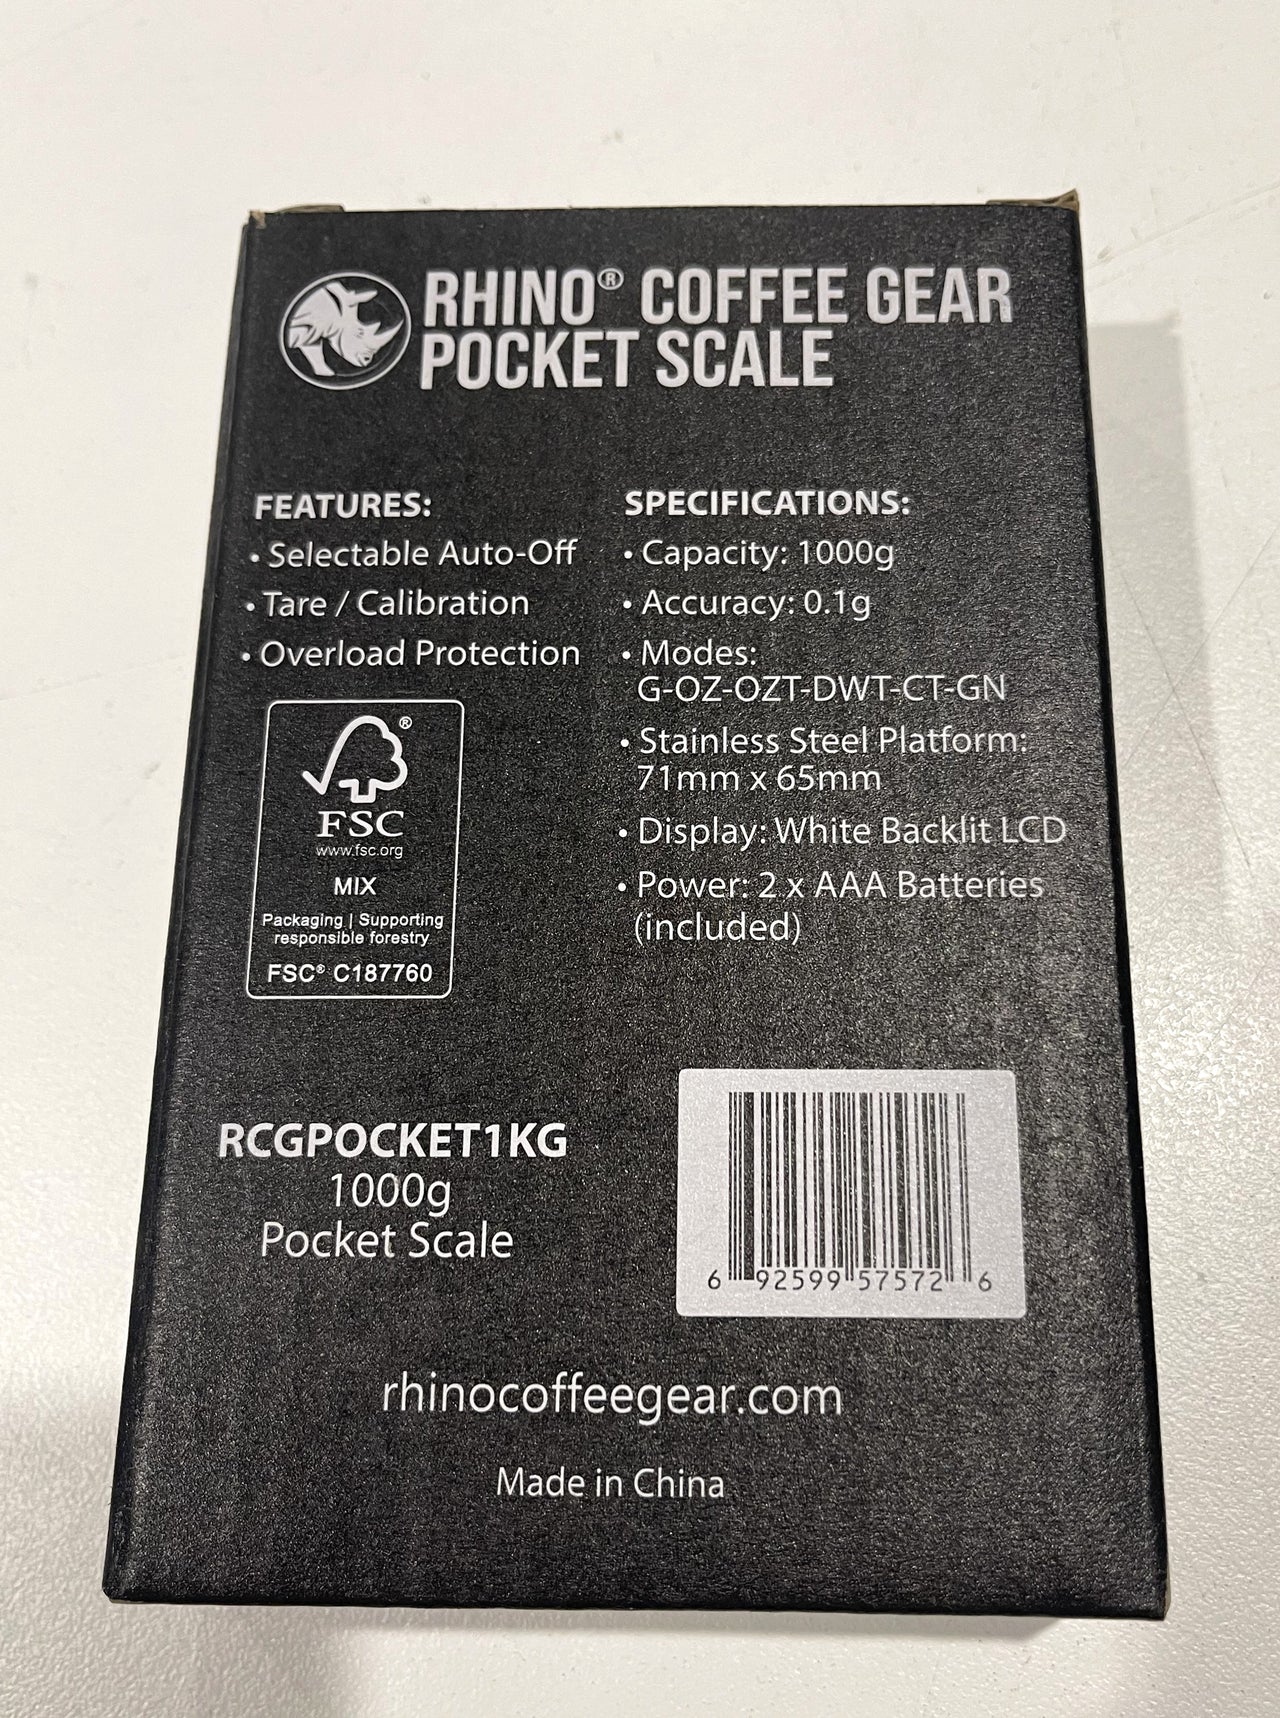 RHINO® COFFEE GEAR
POCKET SCALE
FEATURES:
• Selectable Auto-Off
• Tare / Calibration
• Overload Protection
SPECIFICATIONS:
• Capacity: 1000g
• Accuracy: 0.1g
• Modes:
G-OZ-OZT-DWT-CT-GN
• Stainless Steel Platform:
71mm x 65mm
• Display: White Backlit LCD
• Power: 2 x AAA Batteries
(included)
®
FSC
www.fsc.org
MIX
Packaging | Supporting
responsible forestry
FSC® C187760
RCGPOCKET1KG
1000g
Pocket Scale
6 92599 57572 6
rhinocoffeegear.com
Made in China